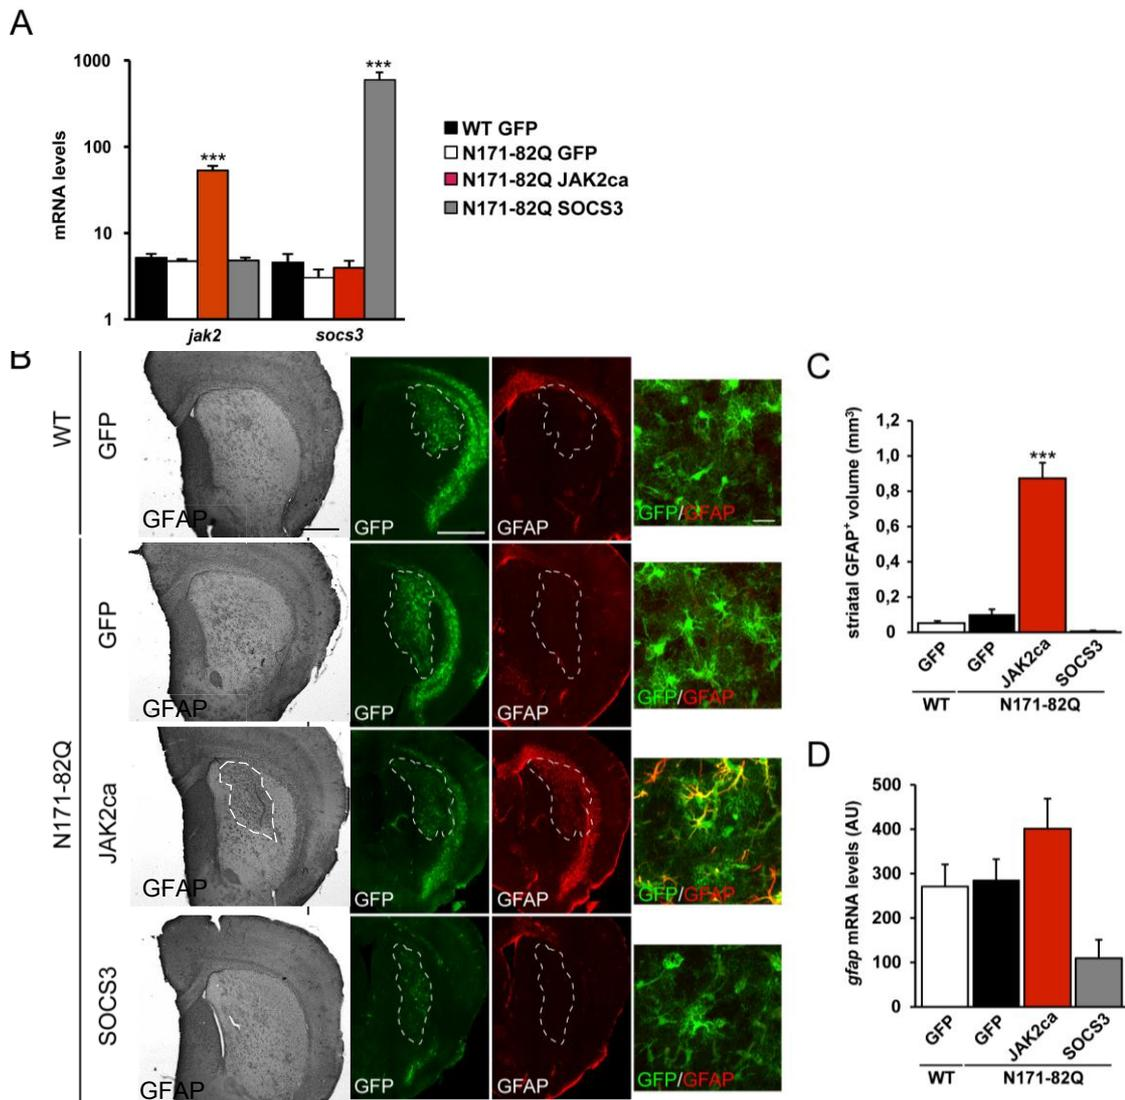 A
1000
100
10
1
mRNA levels
***
***
jak2
socs3
WT GFP
N171-82Q GFP
N171-82Q JAK2ca
N171-82Q SOCS3
B
WT
GFP
GFAP
GFP
GFAP
GFP/GFAP
N171-82Q
GFP
GFAP
GFP
GFAP
GFP/GFAP
JAK2ca
GFAP
GFP
GFAP
GFP/GFAP
SOCS3
GFAP
GFP
GFAP
GFP/GFAP
C
striatal GFAP+ volume (mm³)
1,2
1,0
0,8
0,6
0,4
0,2
0
***
GFP
GFP
JAK2ca
SOCS3
WT
N171-82Q
D
gfap mRNA levels (AU)
500
400
300
200
100
0
GFP
GFP
JAK2ca
SOCS3
WT
N171-82Q